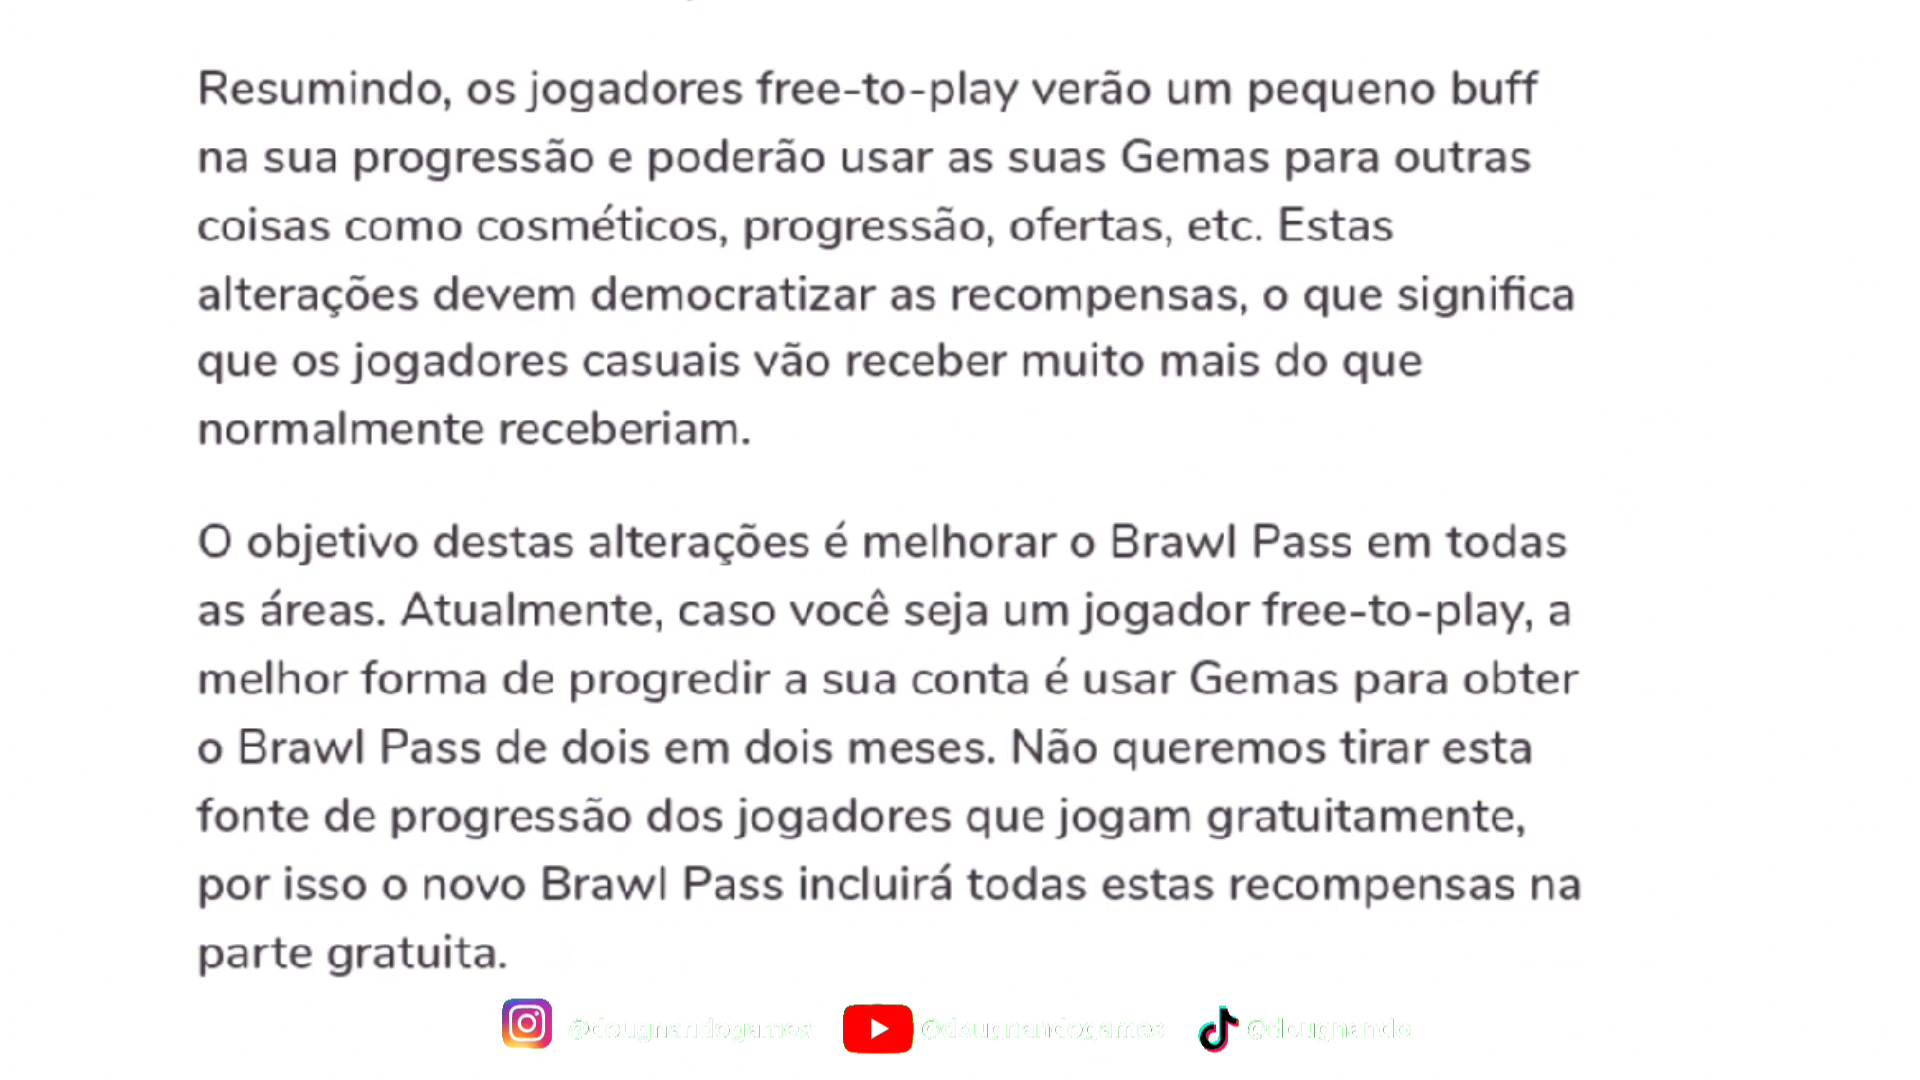 Resumindo, os jogadores free-to-play verão um pequeno buff
na sua progressão e poderão usar as suas Gemas para outras
coisas como cosméticos, progressão, ofertas, etc. Estas
alterações devem democratizar as recompensas, o que significa
que os jogadores casuais vão receber muito mais do que
normalmente receberiam.
O objetivo destas alterações é melhorar o Brawl Pass em todas
as áreas. Atualmente, caso você seja um jogador free-to-play, a
melhor forma de progredir a sua conta é usar Gemas para obter
o Brawl Pass de dois em dois meses. Não queremos tirar esta
fonte de progressão dos jogadores que jogam gratuitamente,
por isso o novo Brawl Pass incluirá todas estas recompensas na
parte gratuita.
@dougnandogames @dougnandogames @dougnando